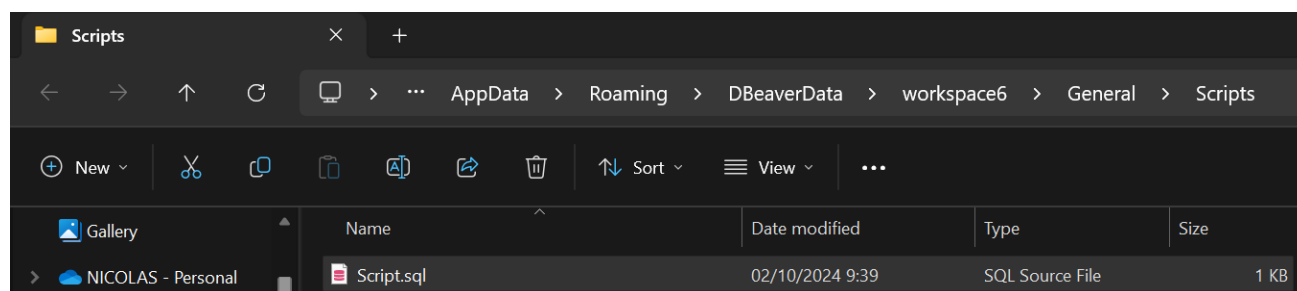 Scripts
AppData > Roaming > DBeaverData > workspace6 > General > Scripts
New Sort View
Gallery Name Date modified Type Size
NICOLAS - Personal Script.sql 02/10/2024 9:39 SQL Source File 1 KB